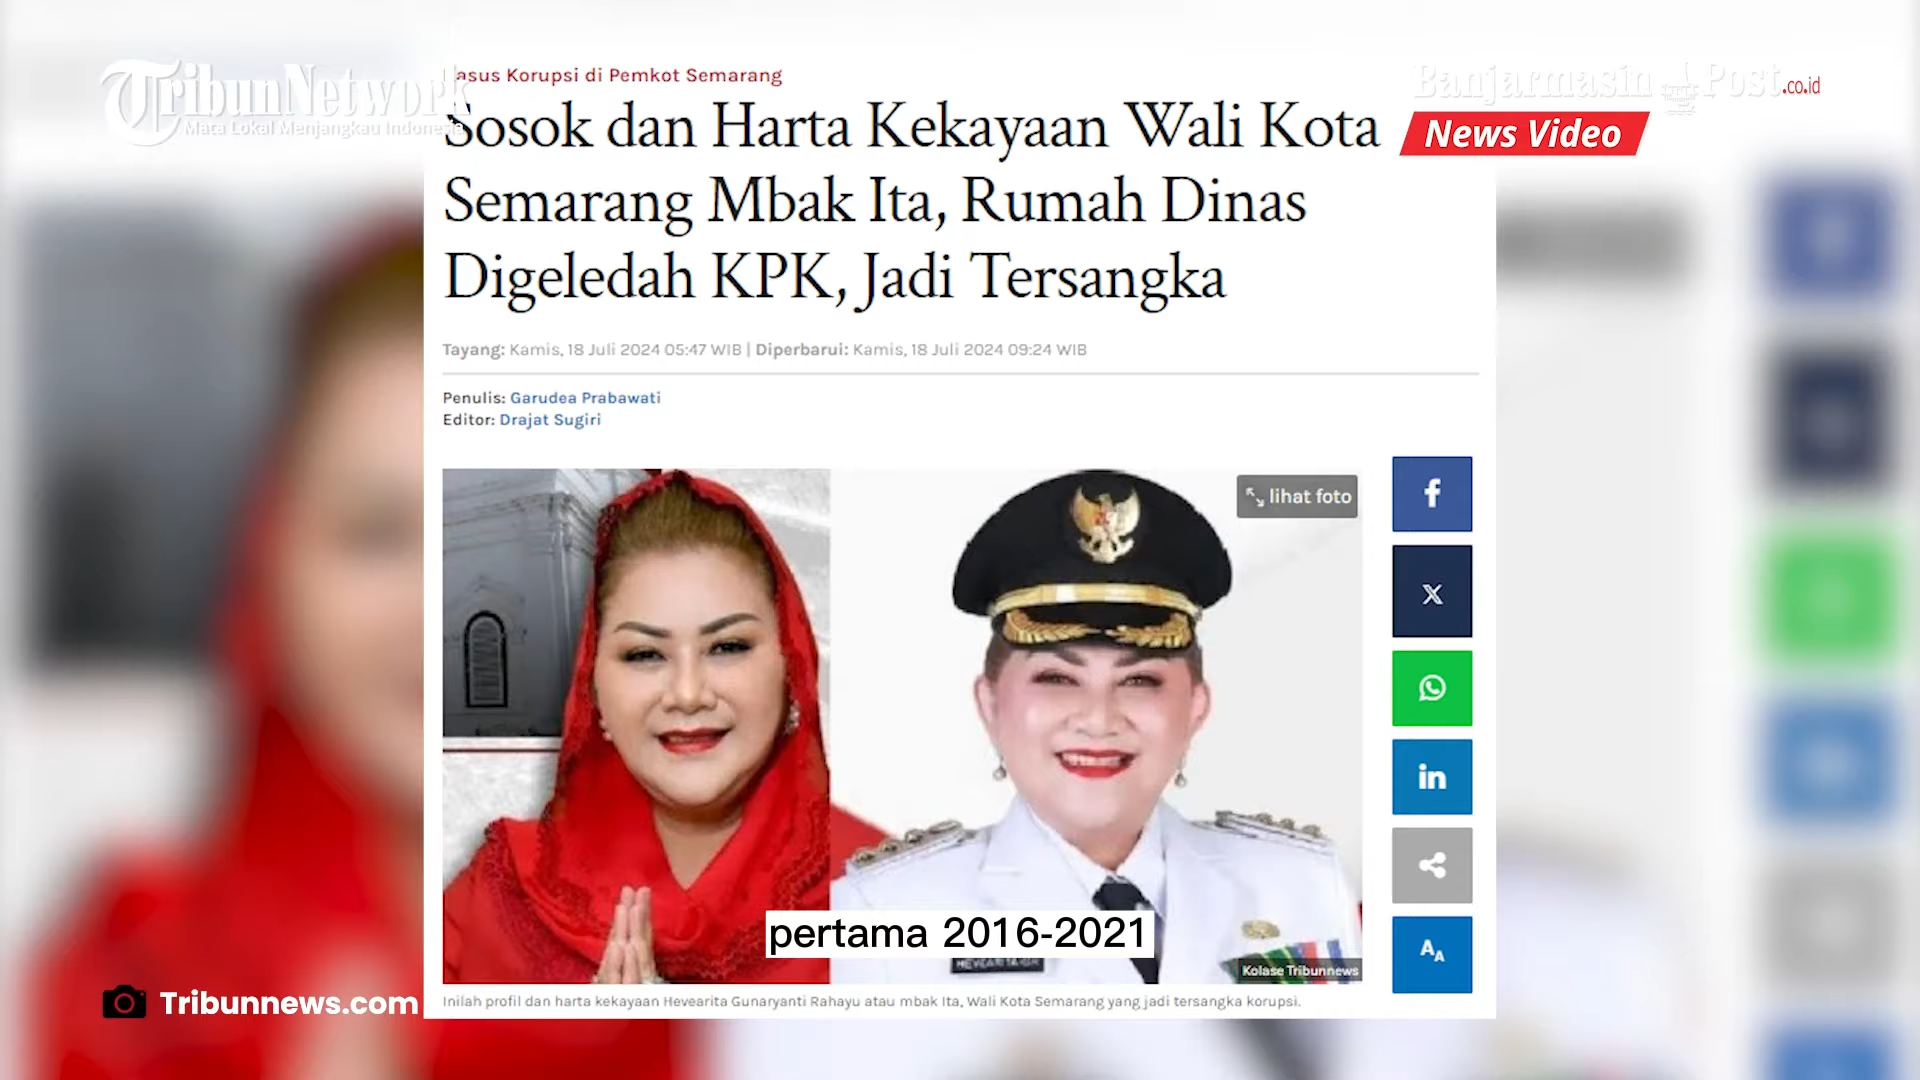 TribunNetwork
Mata Lokal Menjangkau Indonesia
asus Korupsi di Pemkot Semarang
Banjarmasin Post.co.id
News Video
Sosok dan Harta Kekayaan Wali Kota
Semarang Mbak Ita, Rumah Dinas
Digeledah KPK, Jadi Tersangka
Tayang: Kamis, 18 Juli 2024 05:47 WIB | Diperbarui: Kamis, 18 Juli 2024 09:24 WIB
Penulis: Garudea Prabawati
Editor: Drajat Sugiri
lihat foto
f
X
in
AA
pertama 2016-2021
Kolase Tribunnews
Tribunnews.com
Inilah profil dan harta kekayaan Hevearita Gunaryanti Rahayu atau mbak Ita, Wali Kota Semarang yang jadi tersangka korupsi.